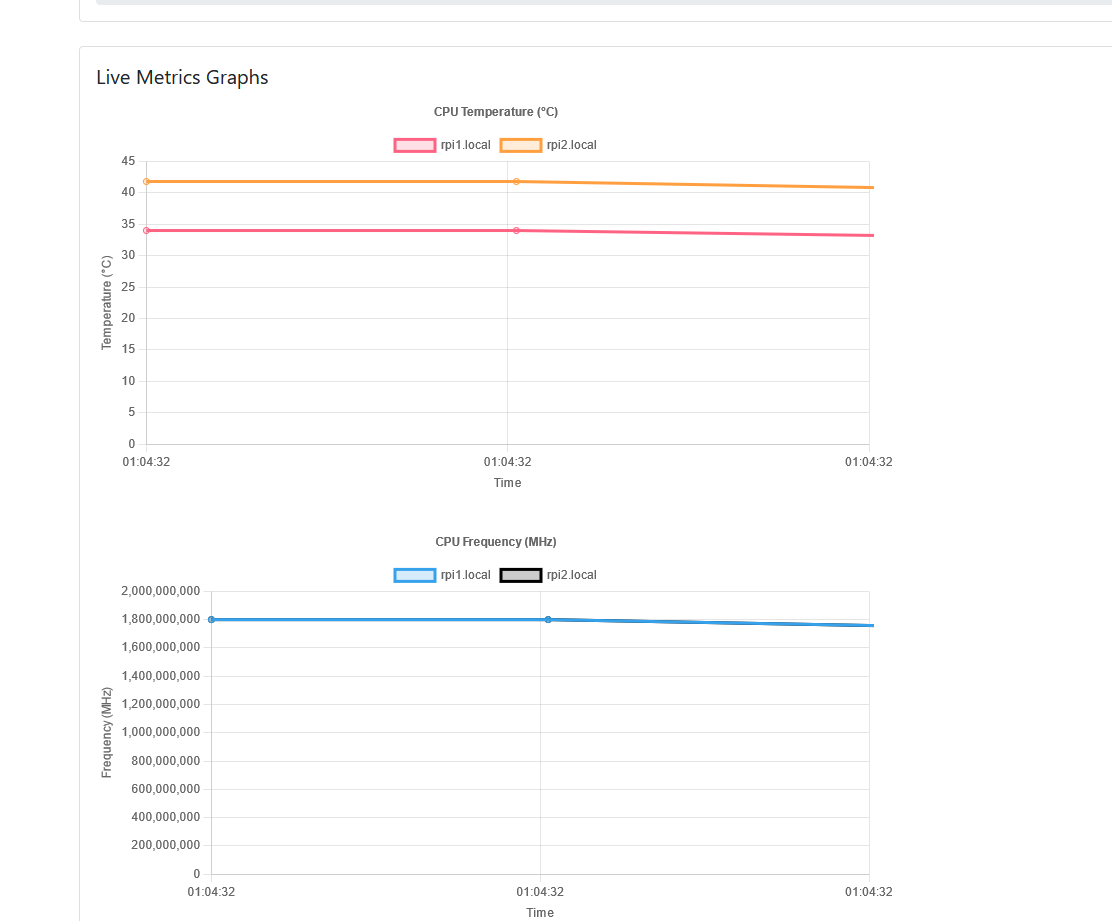 Live Metrics Graphs
CPU Temperature (°C)
rpi1.local rpi2.local
45
40
35
30
25
20
15
10
5
0
Temperature (°C)
01:04:32 01:04:32 01:04:32
Time
CPU Frequency (MHz)
rpi1.local rpi2.local
2,000,000,000
1,800,000,000
1,600,000,000
1,400,000,000
1,200,000,000
1,000,000,000
800,000,000
600,000,000
400,000,000
200,000,000
0
Frequency (MHz)
01:04:32 01:04:32 01:04:32
Time